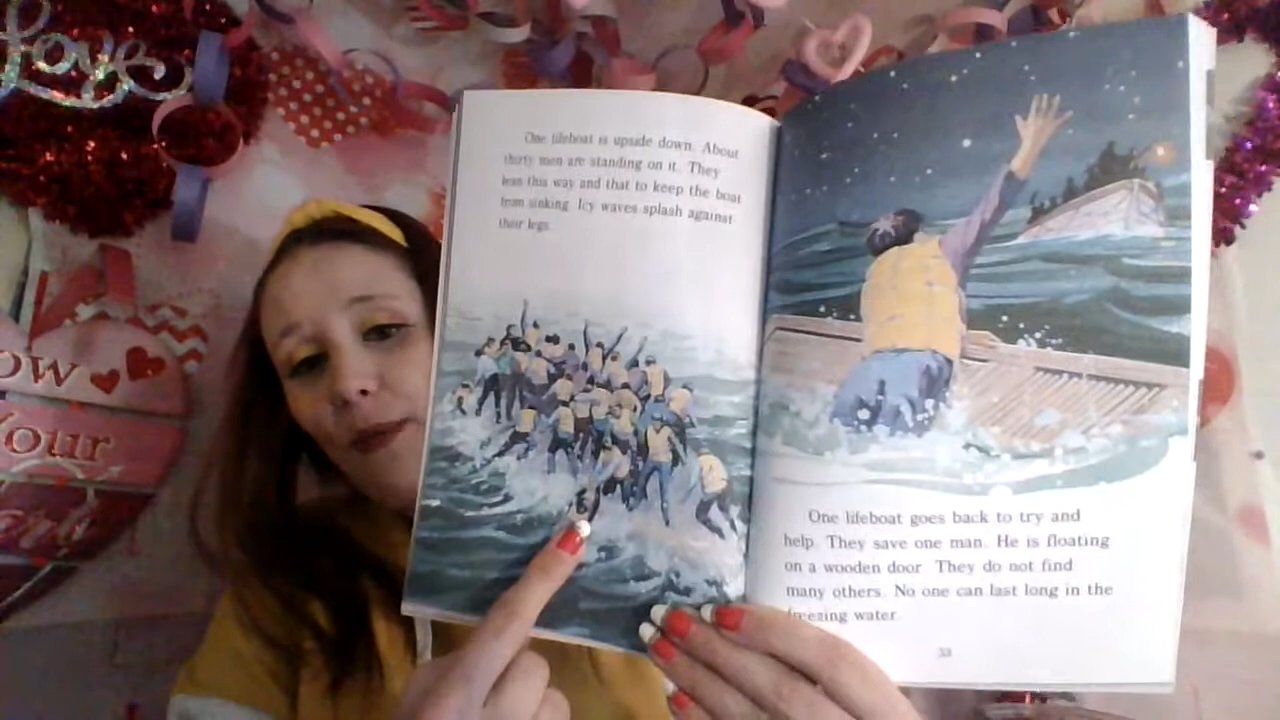 Love
ow
Your
One lifeboat is upside down. About
thirty men are standing on it. They
lean this way and that to keep the boat
from sinking. Icy waves splash against
their legs.
One lifeboat goes back to try and
help. They save one man. He is floating
on a wooden door. They do not find
many others. No one can last long in the
freezing water.
33